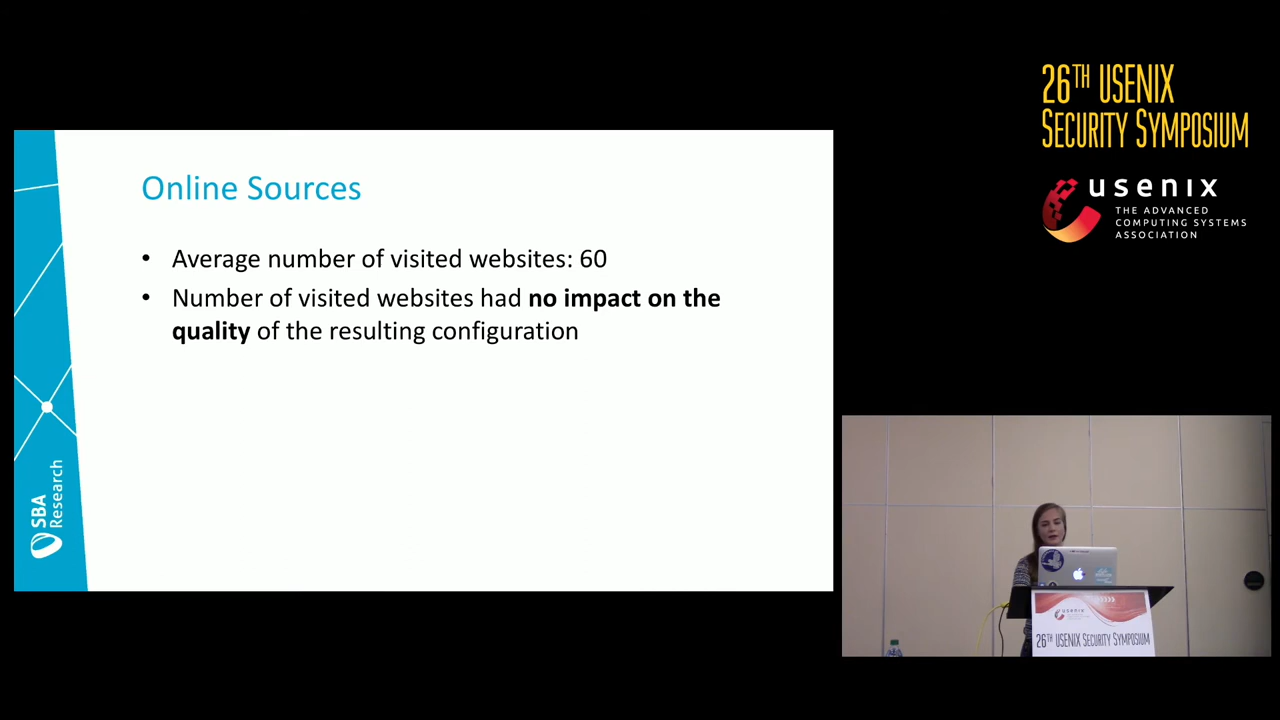 26TH USENIX
SECURITY SYMPOSIUM
usenix
THE ADVANCED
COMPUTING SYSTEMS
ASSOCIATION
Online Sources
• Average number of visited websites: 60
• Number of visited websites had no impact on the
quality of the resulting configuration
SBA
Research
usenix
26TH USENIX SECURITY SYMPOSIUM